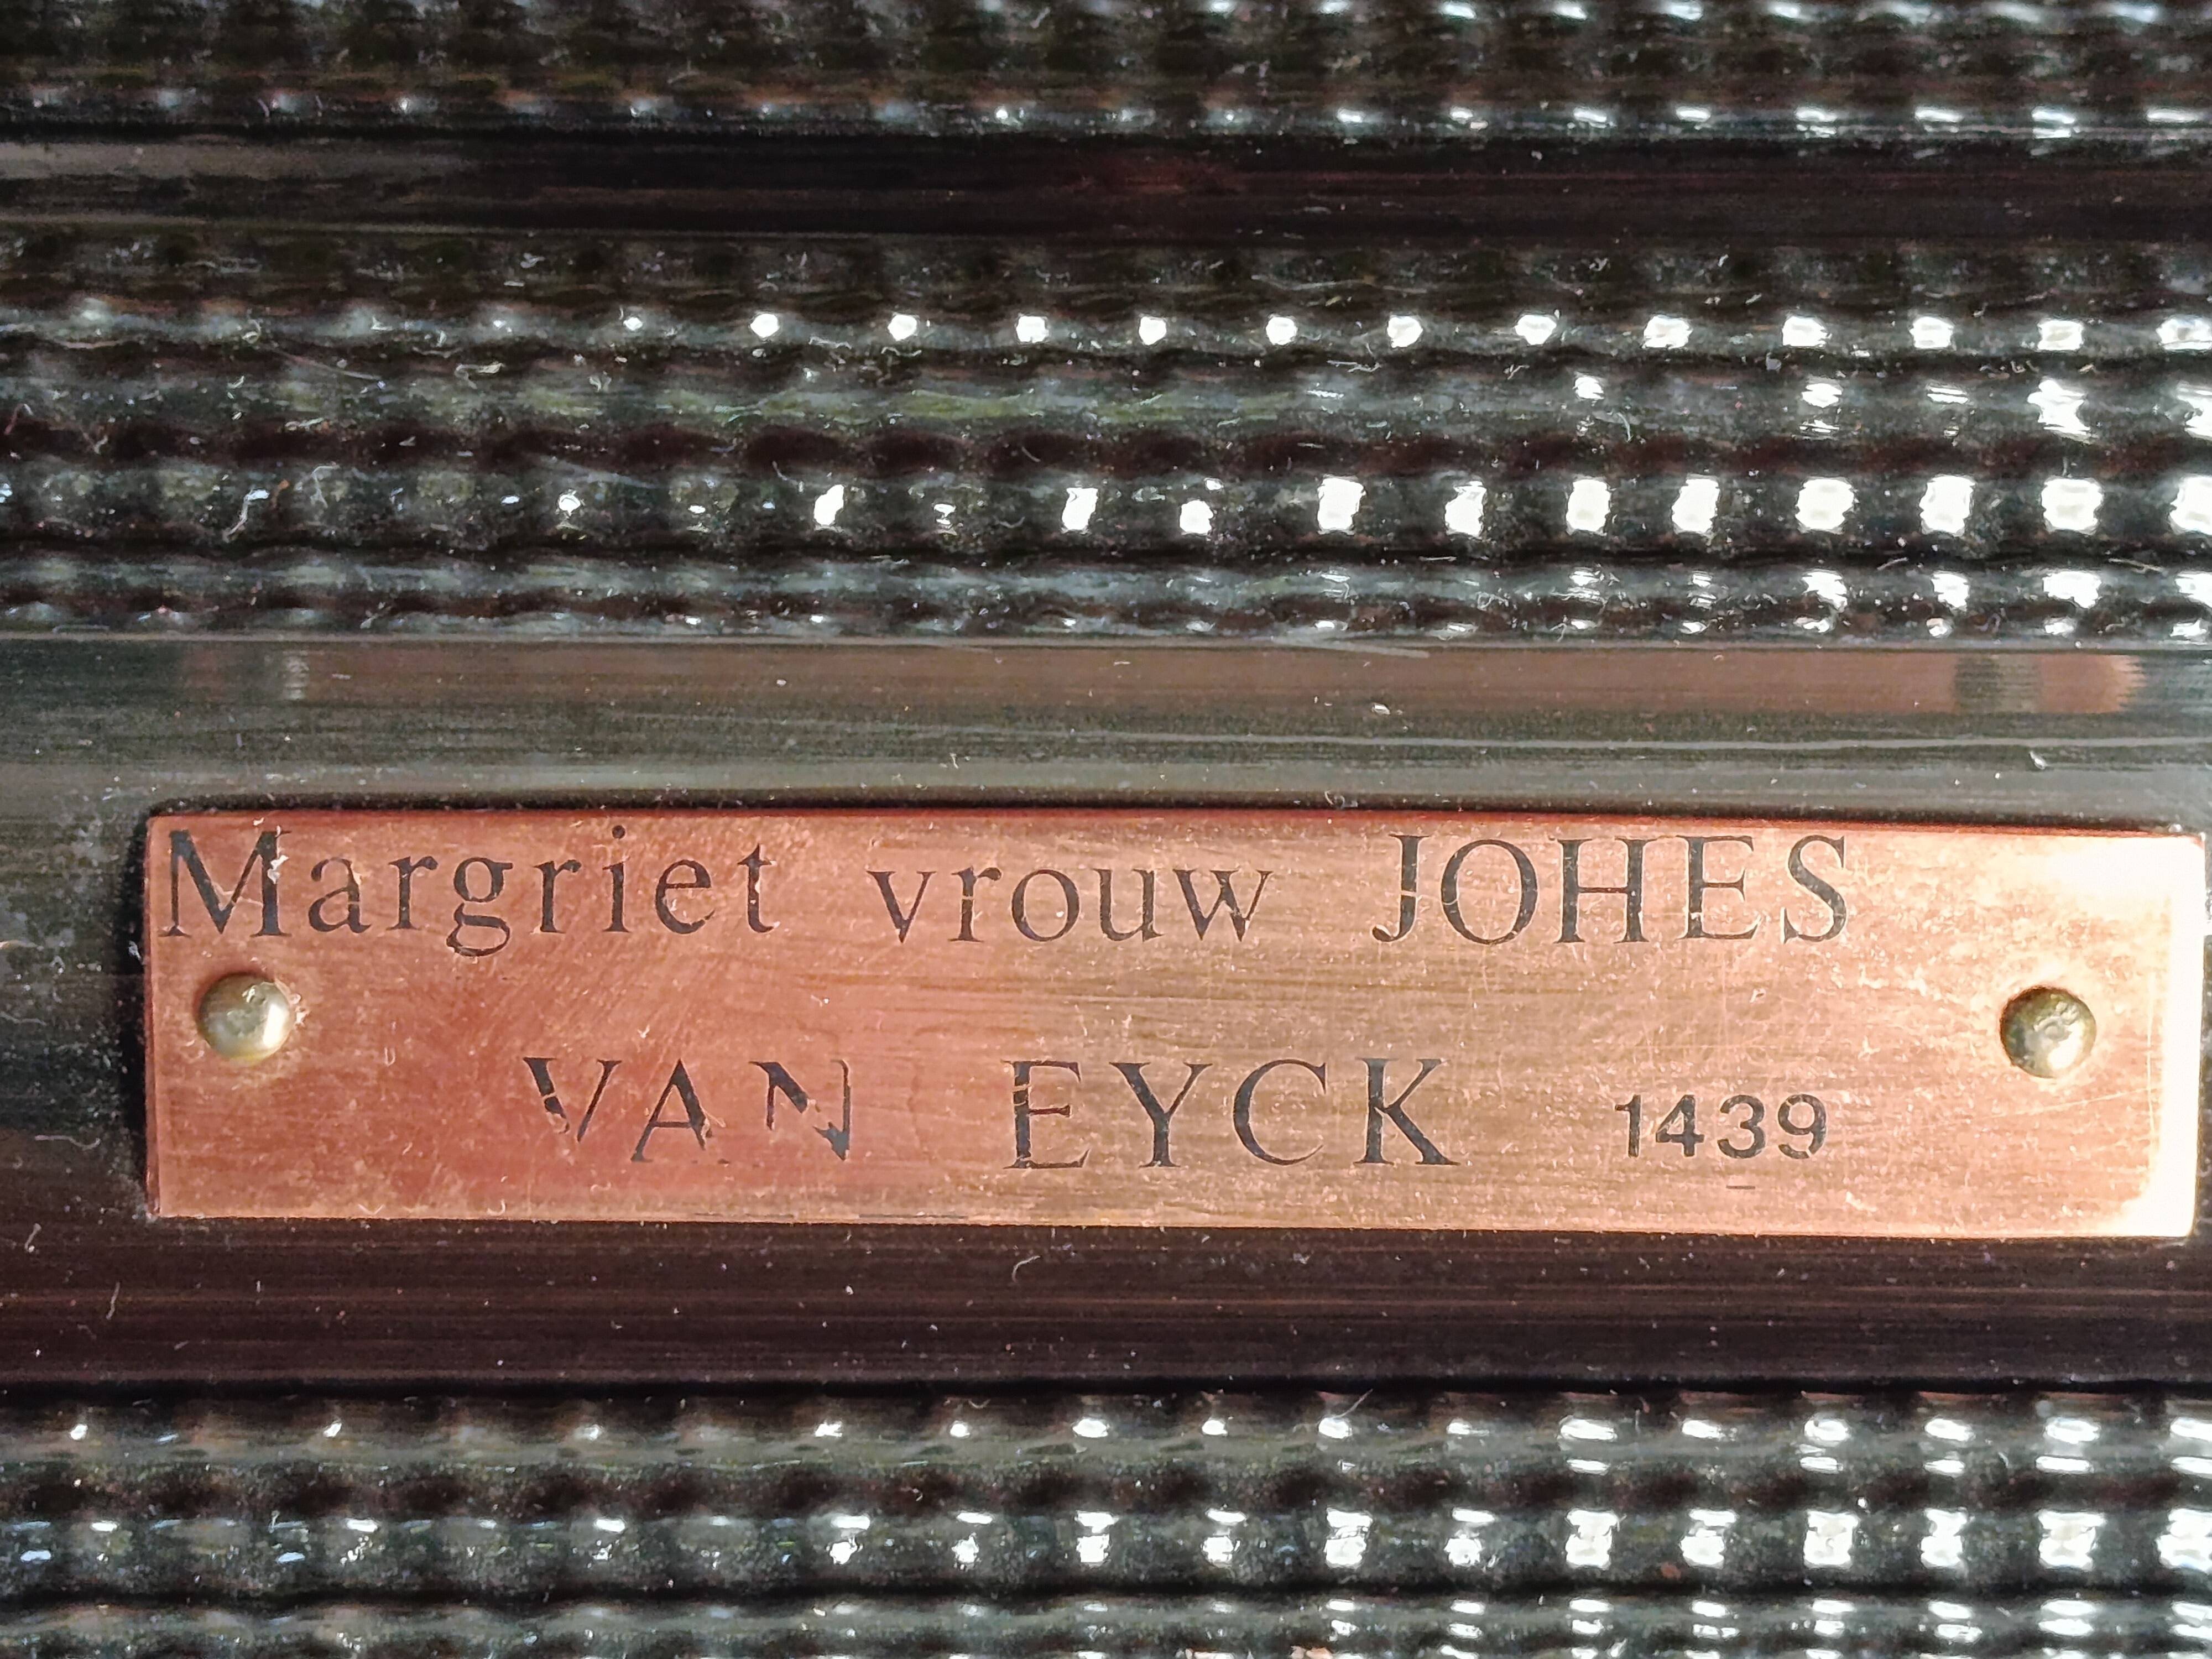 Margriet vrouw JOHES
VAN EYCK 1439